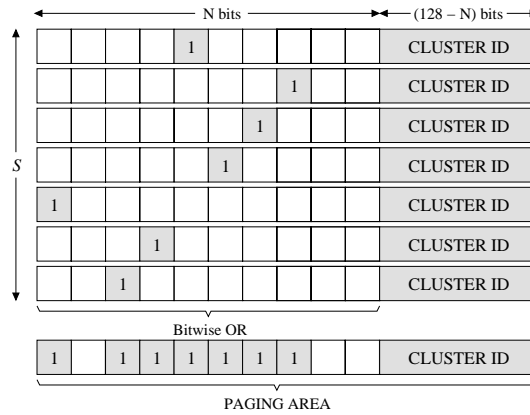 N bits (128 – N) bits
1 CLUSTER ID
1 CLUSTER ID
1 CLUSTER ID
S 1 CLUSTER ID
1 CLUSTER ID
1 CLUSTER ID
1 CLUSTER ID
Bitwise OR
1 1 1 1 1 1 1 CLUSTER ID
PAGING AREA